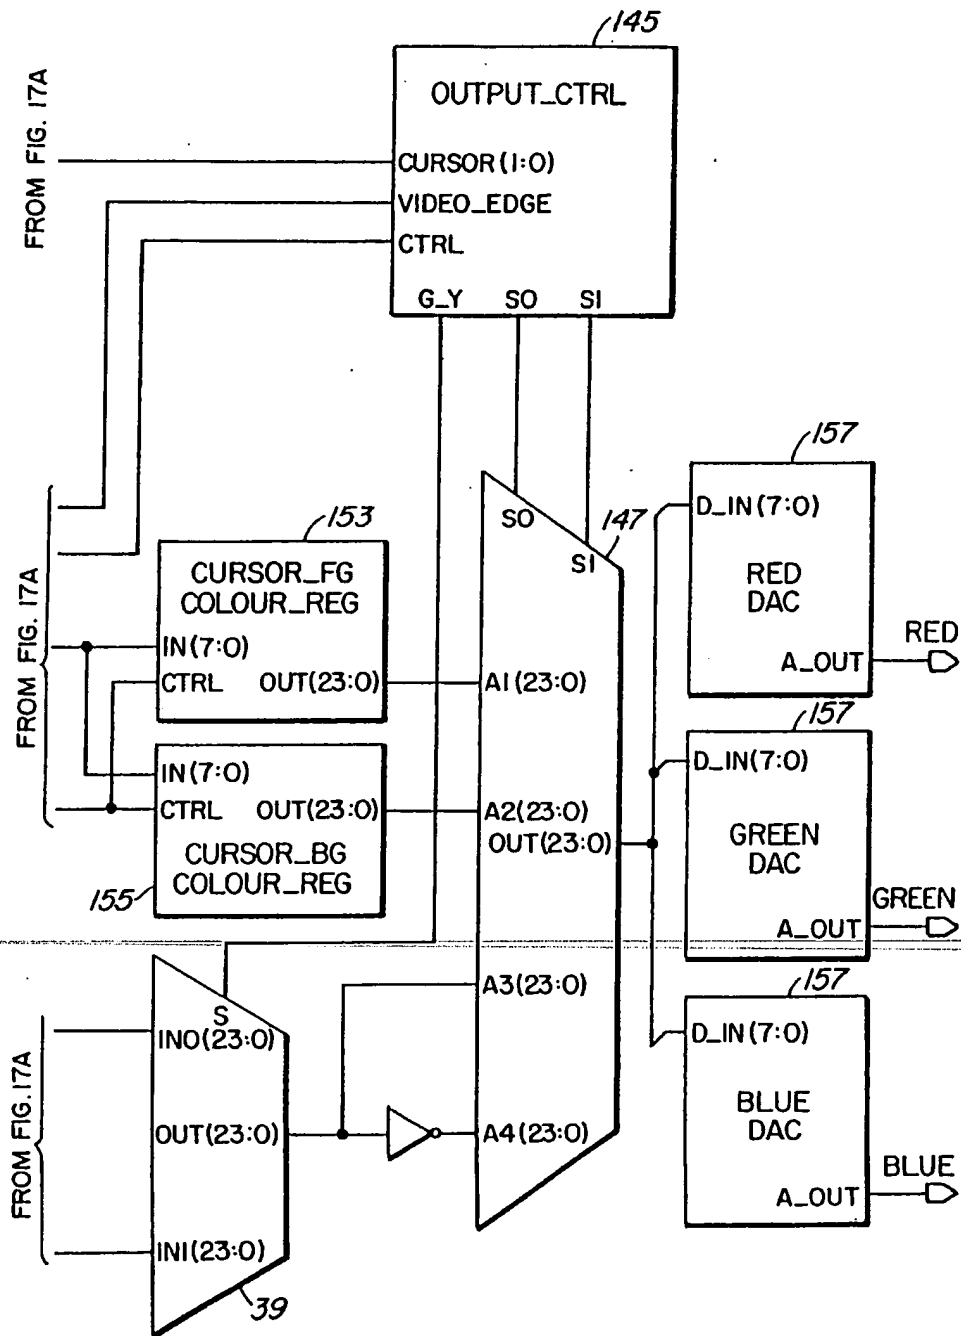 145
OUTPUT_CTRL
FROM FIG. 17A
CURSOR(1:0)
VIDEO_EDGE
CTRL
G_Y SO SI
157
D_IN(7:0)
RED
DAC
A_OUT
RED
153
CURSOR_FG
COLOUR_REG
IN(7:0)
CTRL OUT(23:0)
FROM FIG. 17A
IN(7:0)
CTRL OUT(23:0)
CURSOR_BG
COLOUR_REG
155
SO
SI
147
A1(23:0)
A2(23:0)
OUT(23:0)
A3(23:0)
A4(23:0)
157
D_IN(7:0)
GREEN
DAC
A_OUT
GREEN
157
D_IN(7:0)
BLUE
DAC
A_OUT
BLUE
FROM FIG. 17A
S
INO(23:0)
OUT(23:0)
INI(23:0)
39